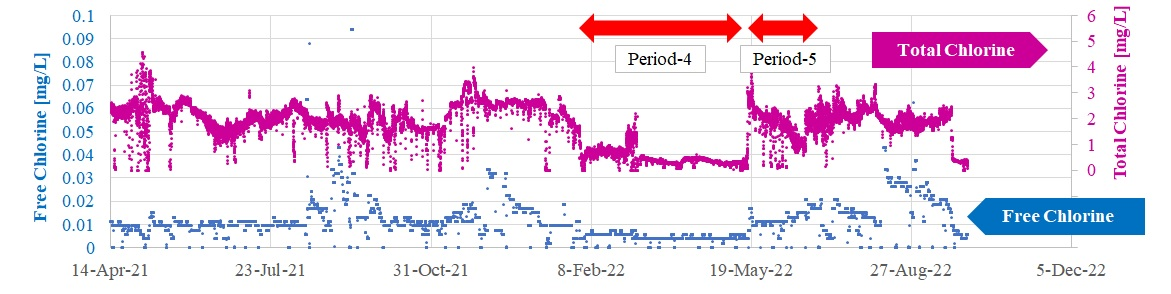 Free Chlorine [mg/L]
0.1
0.09
0.08
0.07
0.06
0.05
0.04
0.03
0.02
0.01
0
Period-4
Period-5
Total Chlorine
Free Chlorine
6
5
4
3
2
1
0
Total Chlorine [mg/L]
14-Apr-21 23-Jul-21 31-Oct-21 8-Feb-22 19-May-22 27-Aug-22 5-Dec-22